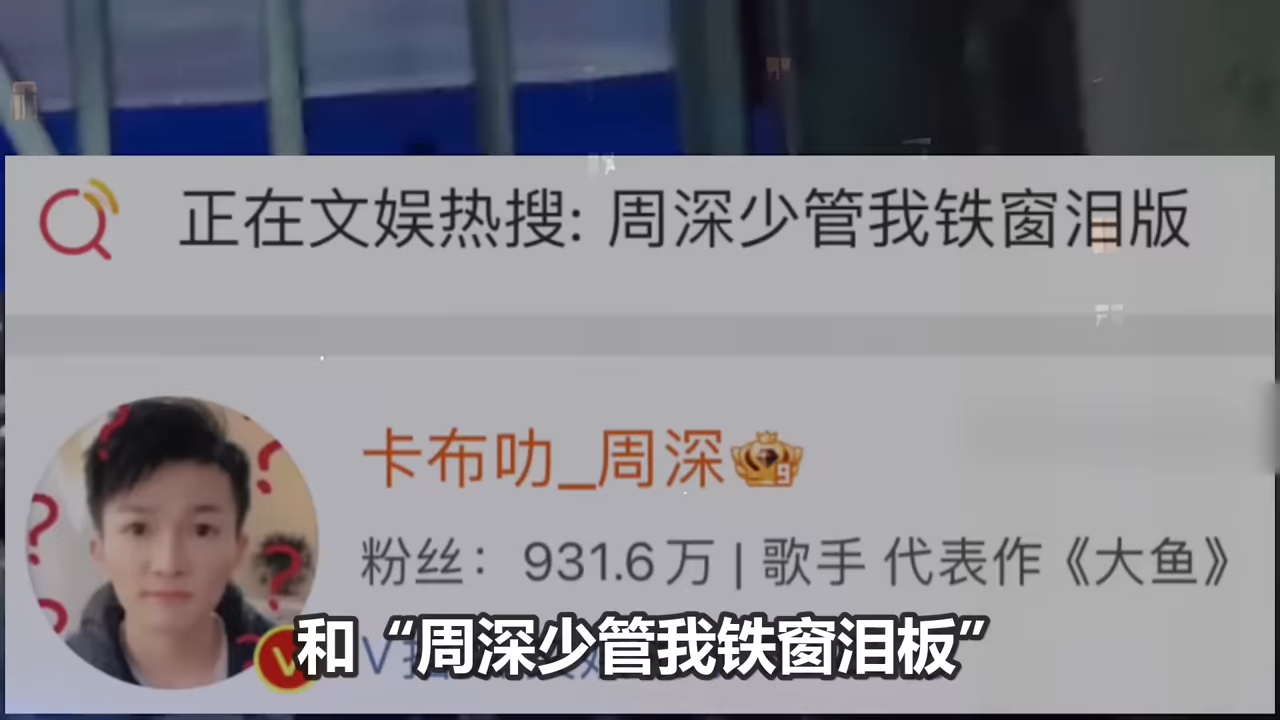 正在文娱热搜: 周深少管我铁窗泪版
卡布叻_周深
粉丝：931.6万 | 歌手 代表作《大鱼》
和“周深少管我铁窗泪板”